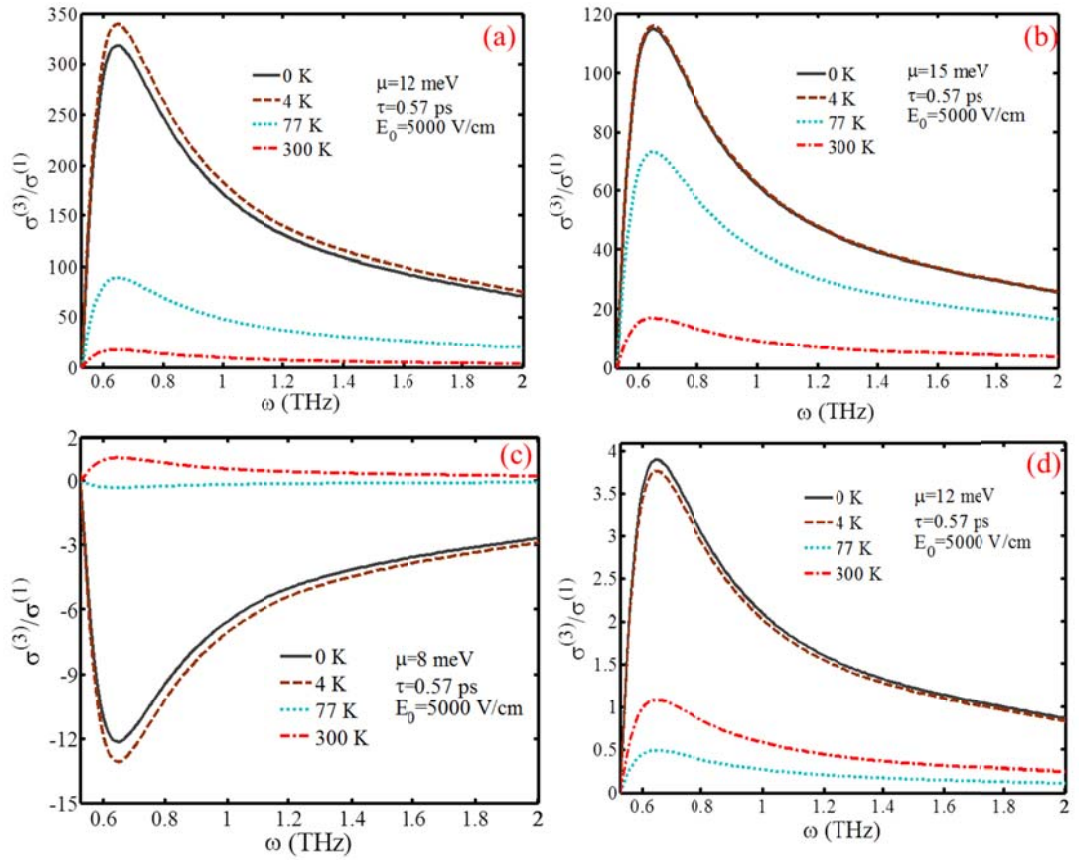 350
300
250
200
150
100
50
0
σ(3)/σ(1)
(a)
0 K
4 K
77 K
300 K
μ=12 meV
τ=0.57 ps
E0=5000 V/cm
0.6 0.8 1 1.2 1.4 1.6 1.8 2
ω (THz)
120
100
80
60
40
20
0
σ(3)/σ(1)
(b)
0 K
4 K
77 K
300 K
μ=15 meV
τ=0.57 ps
E0=5000 V/cm
0.6 0.8 1 1.2 1.4 1.6 1.8 2
ω (THz)
2
0
-3
-6
-9
-12
-15
σ(3)/σ(1)
(c)
0 K
4 K
77 K
300 K
μ=8 meV
τ=0.57 ps
E0=5000 V/cm
0.6 0.8 1 1.2 1.4 1.6 1.8 2
ω (THz)
4
3.5
3
2.5
2
1.5
1
0.5
0
σ(3)/σ(1)
(d)
0 K
4 K
77 K
300 K
μ=12 meV
τ=0.57 ps
E0=5000 V/cm
0.6 0.8 1 1.2 1.4 1.6 1.8 2
ω (THz)